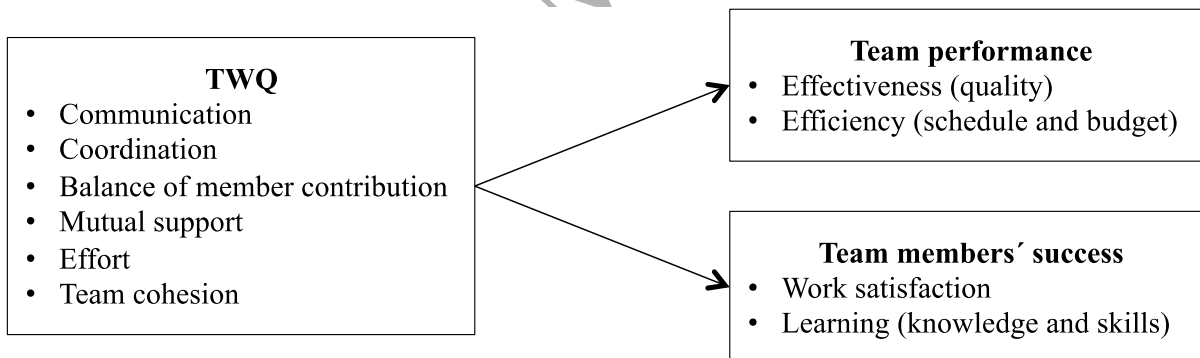 TWQ
• Communication
• Coordination
• Balance of member contribution
• Mutual support
• Effort
• Team cohesion
Team performance
• Effectiveness (quality)
• Efficiency (schedule and budget)
Team members´ success
• Work satisfaction
• Learning (knowledge and skills)